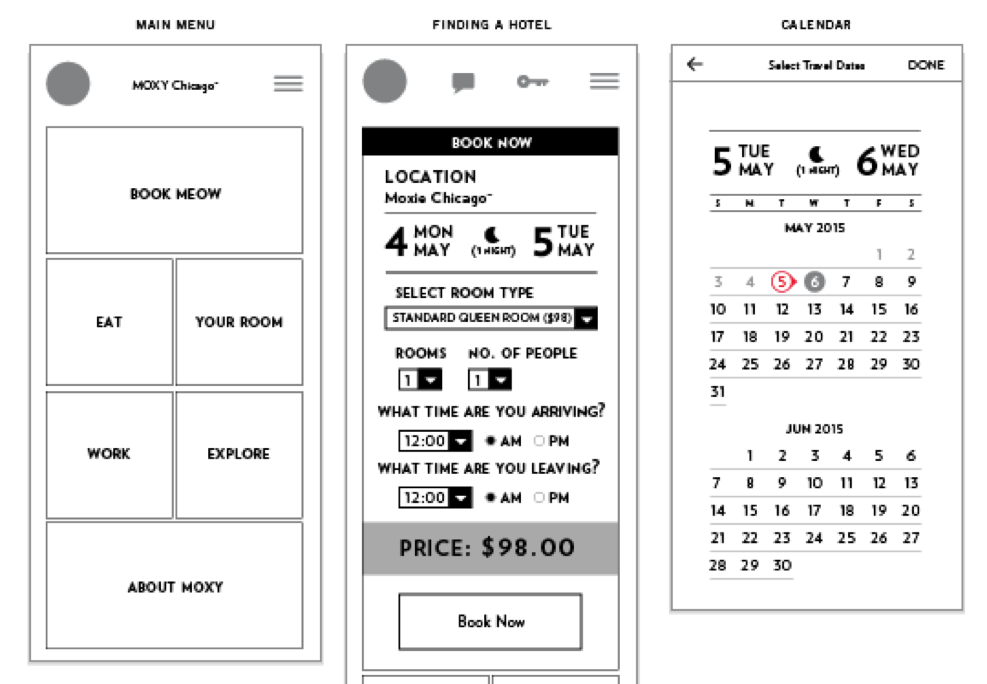 MAIN MENU
MOXY Chicago™
BOOK MEOW
EAT
YOUR ROOM
WORK
EXPLORE
ABOUT MOXY
FINDING A HOTEL
BOOK NOW
LOCATION
Moxie Chicago™
4 MON MAY (1 NIGHT) 5 TUE MAY
SELECT ROOM TYPE
STANDARD QUEEN ROOM ($98)
ROOMS NO. OF PEOPLE
1 1
WHAT TIME ARE YOU ARRIVING?
12:00 AM PM
WHAT TIME ARE YOU LEAVING?
12:00 AM PM
PRICE: $98.00
Book Now
CALENDAR
Select Travel Dates DONE
5 TUE MAY (1 NIGHT) 6 WED MAY
S M T W T F S
MAY 2015
1 2
3 4 5 6 7 8 9
10 11 12 13 14 15 16
17 18 19 20 21 22 23
24 25 26 27 28 29 30
31
JUN 2015
1 2 3 4 5 6
7 8 9 10 11 12 13
14 15 16 17 18 19 20
21 22 23 24 25 26 27
28 29 30